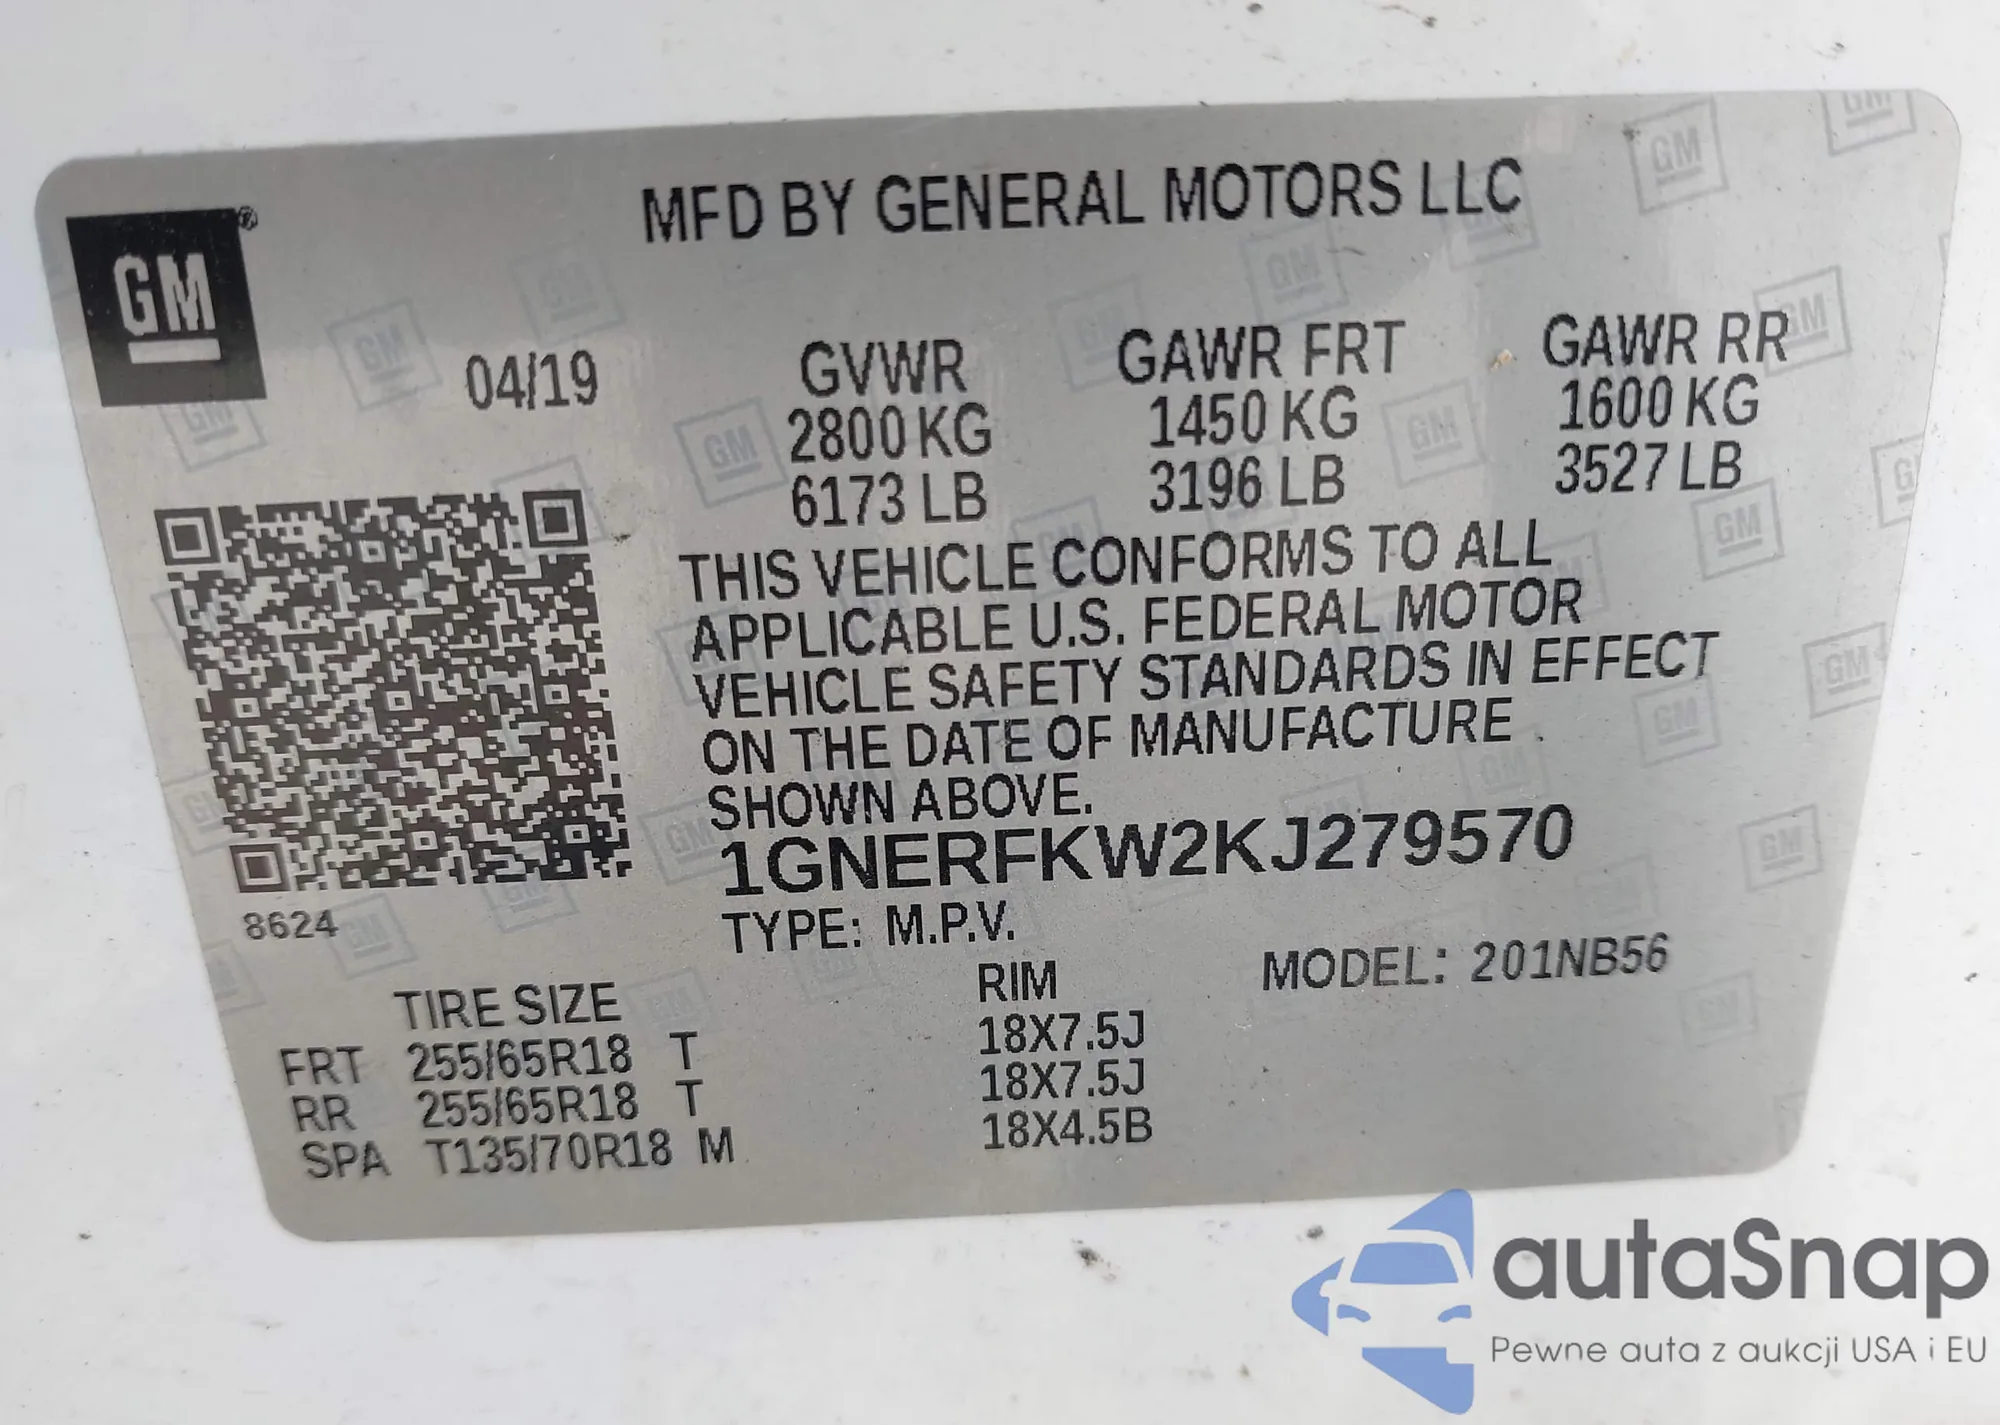 MFD BY GENERAL MOTORS LLC
GM®
04/19
GVWR GAWR FRT GAWR RR
2800 KG 1450 KG 1600 KG
6173 LB 3196 LB 3527 LB
THIS VEHICLE CONFORMS TO ALL
APPLICABLE U.S. FEDERAL MOTOR
VEHICLE SAFETY STANDARDS IN EFFECT
ON THE DATE OF MANUFACTURE
SHOWN ABOVE.
1GNERFKW2KJ279570
8624
TYPE: M.P.V.
MODEL: 201NB56
TIRE SIZE RIM
FRT 255/65R18 T 18X7.5J
RR 255/65R18 T 18X7.5J
SPA T135/70R18 M 18X4.5B
autaSnap
Pewne auta z aukcji USA i EU